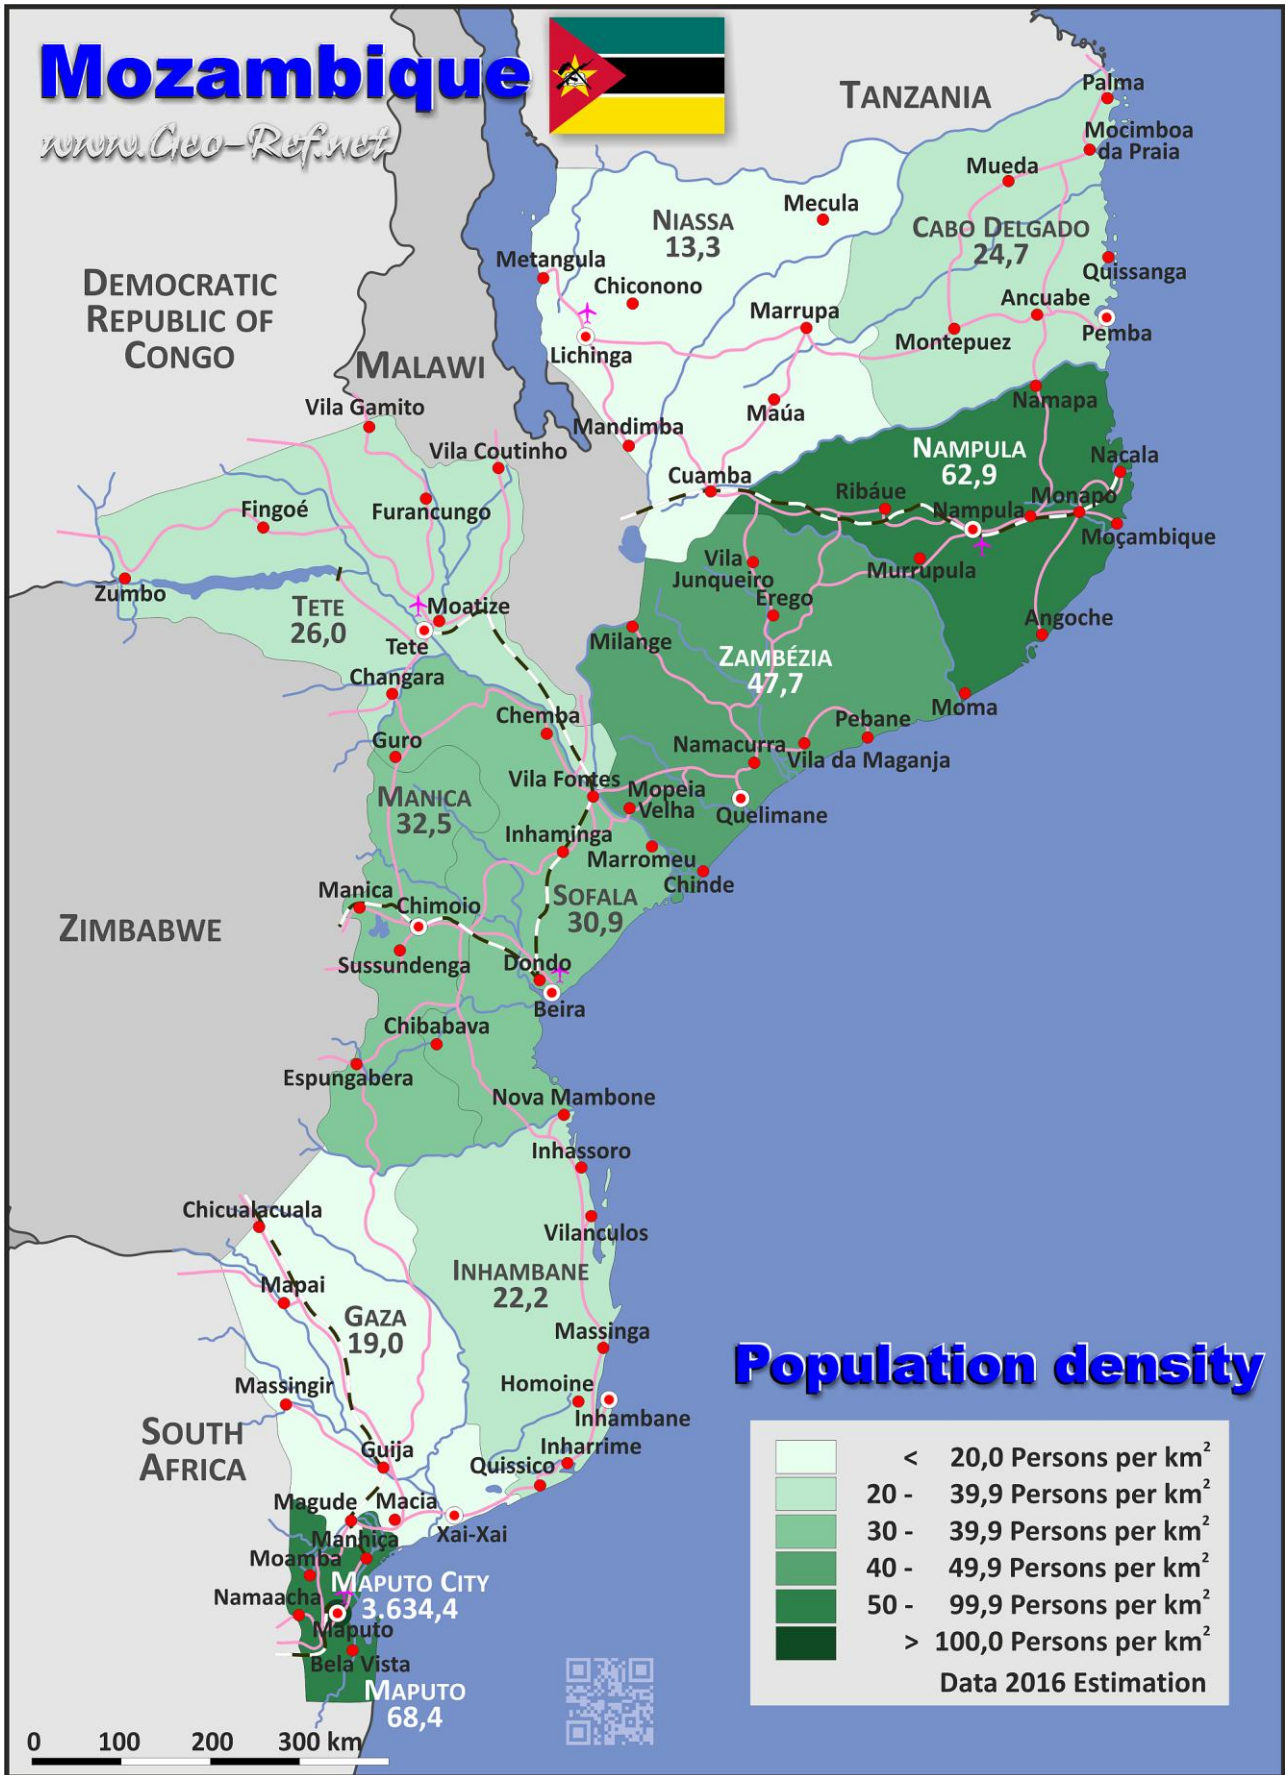 Mozambique
www.Geo-Ref.net
TANZANIA
Palma
Mocimboa
da Praia
Mueda
Mecula
NIASSA
13,3
CABO DELGADO
24,7
Metangula
Quissanga
DEMOCRATIC
REPUBLIC OF
CONGO
Chiconono
Ancuabe
Marrupa
Pemba
Montepuez
Lichinga
MALAWI
Vila Gamito
Maúa
Namapa
Mandimba
Vila Coutinho
NAMPULA
62,9
Nacala
Cuamba
Ribáue
Monapo
Fingoé
Furancungo
Nampula
Moçambique
Vila
Junqueiro
Murrupula
Zumbo
TETE
26,0
Moatize
Erego
Angoche
Tete
Milange
ZAMBÉZIA
47,7
Changara
Moma
Chemba
Pebane
Guro
Namacurra
Vila da Maganja
Vila Fontes
MANICA
32,5
Mopeia
Velha
Quelimane
Inhaminga
Marromeu
Chinde
Manica
Chimoio
SOFALA
30,9
ZIMBABWE
Sussundenga
Dondo
Beira
Chibabava
Espungabera
Nova Mambone
Inhassoro
Chicualacuala
Vilanculos
INHAMBANE
22,2
Mapai
GAZA
19,0
Massinga
Massingir
Homoine
Inhambane
SOUTH
AFRICA
Guija
Inharrime
Quissico
Magude
Macia
Xai-Xai
Manhiça
Moamba
MAPUTO CITY
3.634,4
Namaacha
Maputo
Bela Vista
MAPUTO
68,4
Population density
< 20,0 Persons per km²
20 - 39,9 Persons per km²
30 - 39,9 Persons per km²
40 - 49,9 Persons per km²
50 - 99,9 Persons per km²
> 100,0 Persons per km²
Data 2016 Estimation
0 100 200 300 km